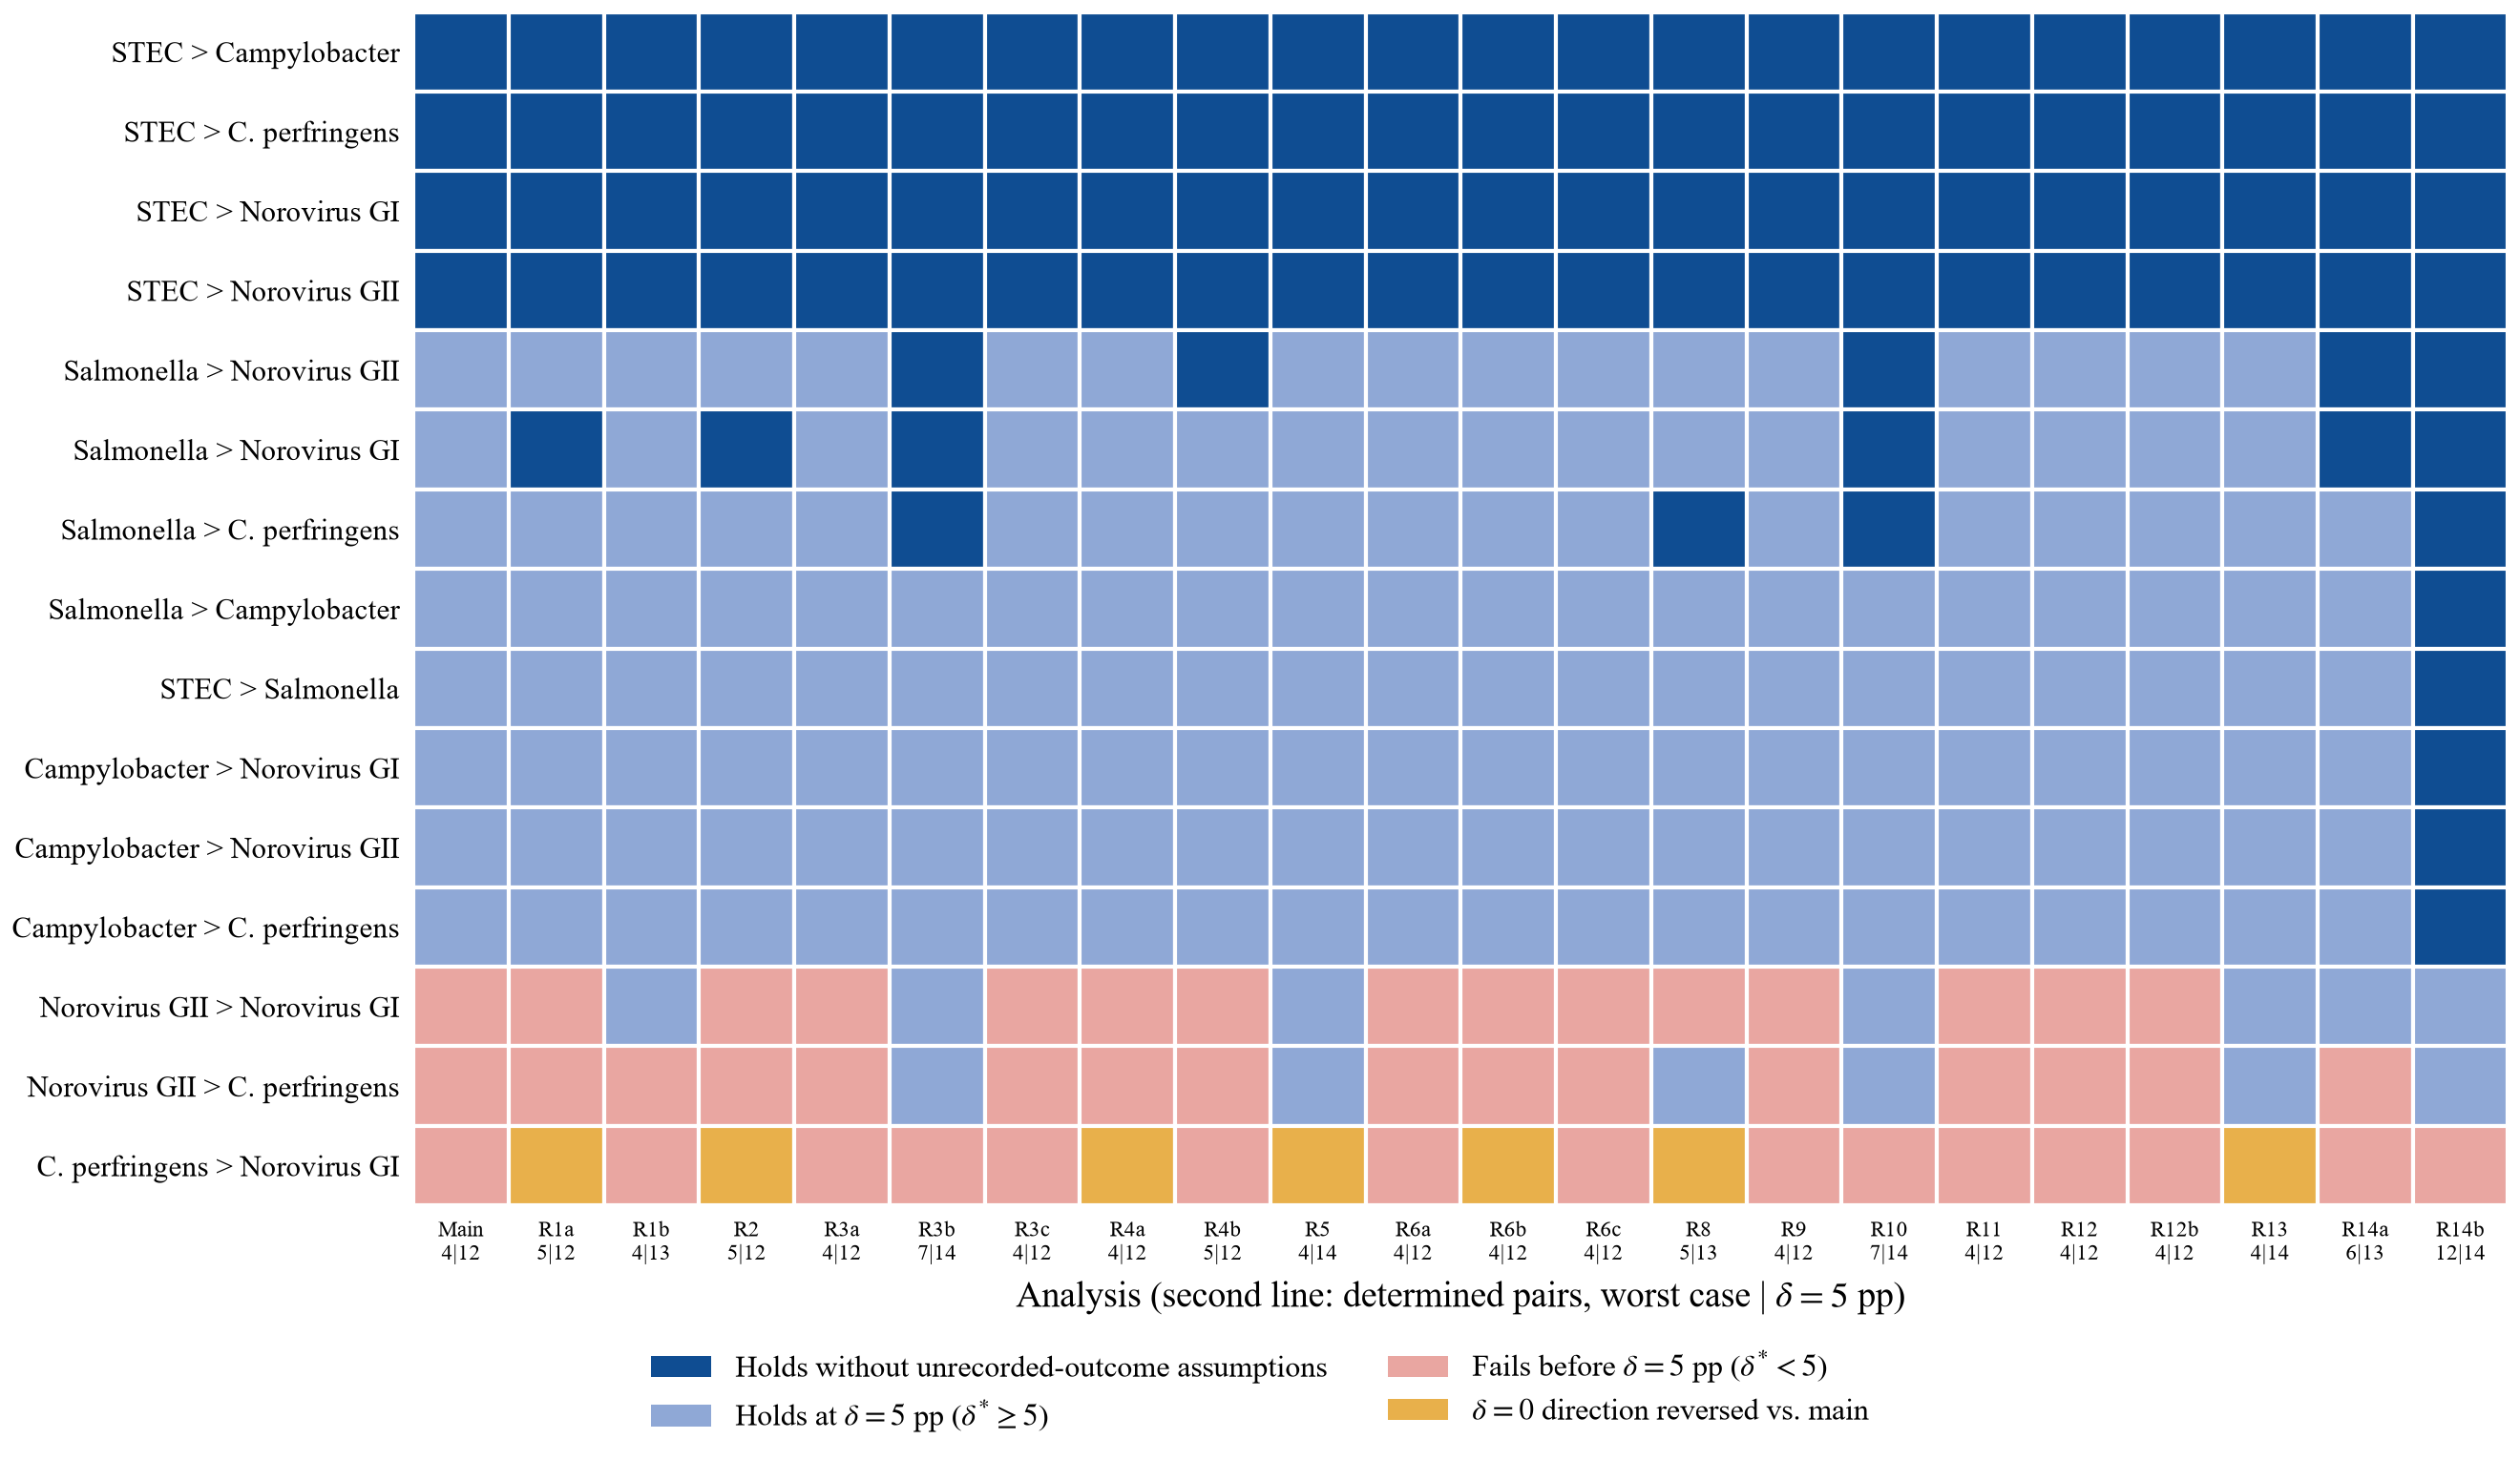 STEC > Campylobacter
STEC > C. perfringens
STEC > Norovirus GI
STEC > Norovirus GII
Salmonella > Norovirus GII
Salmonella > Norovirus GI
Salmonella > C. perfringens
Salmonella > Campylobacter
STEC > Salmonella
Campylobacter > Norovirus GI
Campylobacter > Norovirus GII
Campylobacter > C. perfringens
Norovirus GII > Norovirus GI
Norovirus GII > C. perfringens
C. perfringens > Norovirus GI
Main R1a R1b R2 R3a R3b R3c R4a R4b R5 R6a R6b R6c R8 R9 R10 R11 R12 R12b R13 R14a R14b
4|12 5|12 4|13 5|12 4|12 7|14 4|12 4|12 5|12 4|14 4|12 4|12 4|12 5|13 4|12 7|14 4|12 4|12 4|12 4|14 6|13 12|14
Analysis (second line: determined pairs, worst case | δ = 5 pp)
Holds without unrecorded-outcome assumptions
Holds at δ = 5 pp (δ* ≥ 5)
Fails before δ = 5 pp (δ* < 5)
δ = 0 direction reversed vs. main